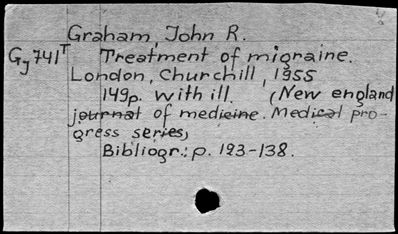 Graham, John R.
Gy741T Treatment of migraine.
London, Churchill, 1955
149p. with ill. (New england
journal of medicine. Medical pro-
gress series)
Bibliogr.: p. 123-138.